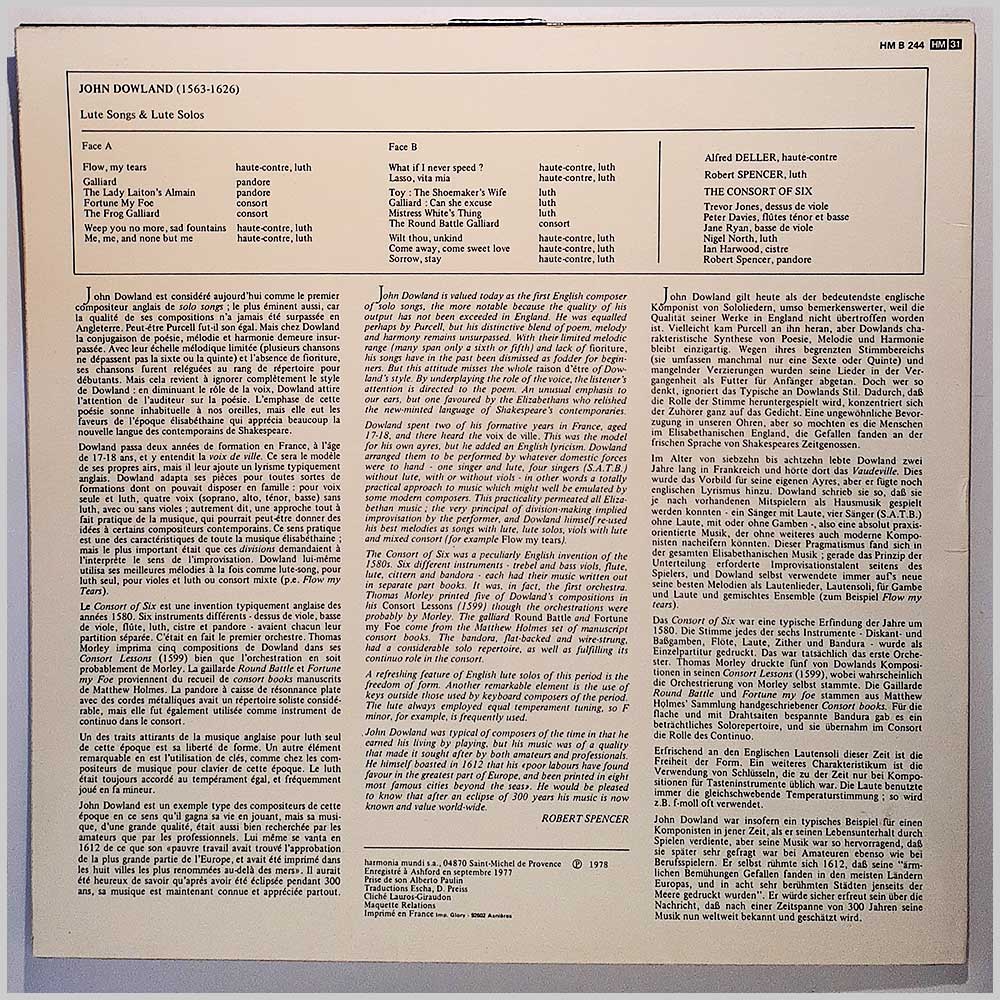 HM B 244 HM 31
JOHN DOWLAND (1563-1626)
Lute Songs & Lute Solos
Face A
Flow, my tears haute-contre, luth
Galliard pandore
The Lady Laiton's Almain pandore
Fortune My Foe consort
The Frog Galliard consort
Weep you no more, sad fountains haute-contre, luth
Me, me, and none but me haute-contre, luth
Face B
What if I never speed ? haute-contre, luth
Lasso, vita mia haute-contre, luth
Toy : The Shoemaker's Wife luth
Galliard : Can she excuse luth
Mistress White's Thing luth
The Round Battle Galliard consort
Wilt thou, unkind haute-contre, luth
Come away, come sweet love haute-contre, luth
Sorrow, stay haute-contre, luth
Alfred DELLER, haute-contre
Robert SPENCER, luth
THE CONSORT OF SIX
Trevor Jones, dessus de viole
Peter Davies, flûtes ténor et basse
Jane Ryan, basse de viole
Nigel North, luth
Ian Harwood, cistre
Robert Spencer, pandore
John Dowland est considéré aujourd'hui comme le premier
compositeur anglais de solo songs ; le plus éminent aussi, car
la qualité de ses compositions n'a jamais été surpassée en
Angleterre. Peut-être Purcell fut-il son égal. Mais chez Dowland
la conjugaison de poésie, mélodie et harmonie demeure insur-
passée. Avec leur échelle mélodique limitée (plusieurs chansons
ne dépassent pas la sixte ou la quinte) et l'absence de fioriture,
ses chansons furent reléguées au rang de répertoire pour
débutants. Mais cela revient à ignorer complètement le style
de Dowland : en diminuant le rôle de la voix, Dowland attire
l'attention de l'auditeur sur la poésie. L'emphase de cette
poésie sonne inhabituelle à nos oreilles, mais elle eut les
faveurs de l'époque élisabéthaine qui apprécia beaucoup la
nouvelle langue des contemporains de Shakespeare.
Dowland passa deux années de formation en France, à l'âge
de 17-18 ans, et y entendit la voix de ville. Ce sera le modèle
de ses propres airs, mais il leur ajoute un lyrisme typiquement
anglais. Dowland adapta ses pièces pour toutes sortes de
formations dont on pouvait disposer en famille : pour voix
seule et luth, quatre voix (soprano, alto, ténor, basse) sans
luth, avec ou sans violes ; autrement dit, une approche tout à
fait pratique de la musique, qui pourrait peut-être donner des
idées à certains compositeurs contemporains. Ce sens pratique
est une des caractéristiques de toute la musique élisabéthaine ;
mais le plus important était que ces divisions demandaient à
l'interprète le sens de l'improvisation. Dowland lui-même
utilisa ses meilleures mélodies à la fois comme lute-song, pour
luth seul, pour violes et luth ou consort mixte (p.e. Flow my
Tears).
Le Consort of Six est une invention typiquement anglaise des
années 1580. Six instruments différents - dessus de viole, basse
de viole, flûte, luth, cistre et pandore - avaient chacun leur
partition séparée. C'était en fait le premier orchestre. Thomas
Morley imprima cinq compositions de Dowland dans ses
Consort Lessons (1599) bien que l'orchestration en soit
probablement de Morley. La gaillarde Round Battle et Fortune
my Foe proviennent du recueil de consort books manuscrits
de Matthew Holmes. La pandore à caisse de résonnance plate
avec des cordes métalliques avait un répertoire soliste considé-
rable, mais elle fut également utilisée comme instrument de
continuo dans le consort.
Un des traits attirants de la musique anglaise pour luth seul
de cette époque est sa liberté de forme. Un autre élément
remarquable en est l'utilisation de clés, comme chez les com-
positeurs de musique pour clavier de cette époque. Le luth
était toujours accordé au tempérament égal, et fréquemment
joué en fa mineur.
John Dowland est un exemple type des compositeurs de cette
époque en ce sens qu'il gagna sa vie en jouant, mais sa musi-
que, d'une grande qualité, était aussi bien recherchée par les
amateurs que par les professionnels. Lui même se vanta en
1612 de ce que son «pauvre travail avait trouvé l'approbation
de la plus grande partie de l'Europe, et avait été imprimé dans
les huit villes les plus renommées au-delà des mers». Il aurait
été heureux de savoir qu'après avoir été éclipsée pendant 300
ans, sa musique est maintenant connue et appréciée partout.
John Dowland is valued today as the first English composer
of solo songs, the more notable because the quality of his
output has not been exceeded in England. He was equalled
perhaps by Purcell, but his distinctive blend of poem, melody
and harmony remains unsurpassed. With their limited melodic
range (many span only a sixth or fifth) and lack of fioriture,
his songs have in the past been dismissed as fodder for begin-
ners. But this attitude misses the whole raison d'être of Dow-
land's style. By underplaying the role of the voice, the listener's
attention is directed to the poem. An unusual emphasis to
our ears, but one favoured by the Elizabethans who relished
the new-minted language of Shakespeare's contemporaries.
Dowland spent two of his formative years in France, aged
17-18, and there heard the voix de ville. This was the model
for his own ayres, but he added an English lyricism. Dowland
arranged them to be performed by whatever domestic forces
were to hand - one singer and lute, four singers (S.A.T.B.)
without lute, with or without viols - in other words a totally
practical approach to music which might well be emulated by
some modern composers. This practicality permeated all Eliza-
bethan music ; the very principal of division-making implied
improvisation by the performer, and Dowland himself re-used
his best melodies as songs with lute, lute solos, viols with lute
and mixed consort (for example Flow my tears).
The Consort of Six was a peculiarly English invention of the
1580s. Six different instruments - trebel and bass viols, flute,
lute, cittern and bandora - each had their music written out
in separate part books. It was, in fact, the first orchestra.
Thomas Morley printed five of Dowland's compositions in
his Consort Lessons (1599) though the orchestrations were
probably by Morley. The galliard Round Battle and Fortune
my Foe come from the Matthew Holmes set of manuscript
consort books. The bandora, flat-backed and wire-strung,
had a considerable solo repertoire, as well as fulfilling its
continuo role in the consort.
A refreshing feature of English lute solos of this period is the
freedom of form. Another remarkable element is the use of
keys outside those used by keyboard composers of the period.
The lute always employed equal temperament tuning, so F
minor, for example, is frequently used.
John Dowland was typical of composers of the time in that he
earned his living by playing, but his music was of a quality
that made it sought after by both amateurs and professionals.
He himself boasted in 1612 that his «poor labours have found
favour in the greatest part of Europe, and been printed in eight
most famous cities beyond the seas». He would be pleased
to know that after an eclipse of 300 years his music is now
known and value world-wide.
ROBERT SPENCER
harmonia mundi s.a., 04870 Saint-Michel de Provence ℗ 1978
Enregistré à Ashford en septembre 1977
Prise de son Alberto Paulin
Traductions Escha, D. Preiss
Cliché Lauros-Giraudon
Maquette Relations
Imprimé en France Imp. Glory - 92602 Asnières
John Dowland gilt heute als der bedeutendste englische
Komponist von Sololiedern, umso bemerkenswerter, weil die
Qualität seiner Werke in England nicht übertroffen worden
ist. Vielleicht kam Purcell an ihn heran, aber Dowlands cha-
rakteristische Synthese von Poesie, Melodie und Harmonie
bleibt einzigartig. Wegen ihres begrenzten Stimmbereichs
(sie umfassen manchmal nur eine Sexte oder Quinte) und
mangelnder Verzierungen wurden seine Lieder in der Ver-
gangenheit als Futter für Anfänger abgetan. Doch wer so
denkt, ignoriert das Typische an Dowlands Stil. Dadurch, daß
die Rolle der Stimme heruntergespielt wird, konzentriert sich
der Zuhörer ganz auf das Gedicht. Eine ungewöhnliche Bevor-
zugung in unseren Ohren, aber so mochten es die Menschen
im Elisabethanischen England, die Gefallen fanden an der
frischen Sprache von Shakespeares Zeitgenossen.
Im Alter von siebzehn bis achtzehn lebte Dowland zwei
Jahre lang in Frankreich und hörte dort das Vaudeville. Dies
wurde das Vorbild für seine eigenen Ayres, aber er fügte noch
englischen Lyrismus hinzu. Dowland schrieb sie so, daß sie
je nach vorhandenen Mitspielern als Hausmusik gespielt
werden konnten - ein Sänger mit Laute, vier Sänger (S.A.T.B.)
ohne Laute, mit oder ohne Gamben -, also eine absolut praxis-
orientierte Musik, der ohne weiteres auch moderne Kompo-
nisten nacheifern könnten. Dieser Pragmatismus fand sich in
der gesamten Elisabethanischen Musik ; gerade das Prinzip der
Unterteilung erforderte Improvisationstalent seitens des
Spielers, und Dowland selbst verwendete immer auf's neue
seine besten Melodien als Lautenlieder, Lautensoli, für Gambe
und Laute und gemischtes Ensemble (zum Beispiel Flow my
tears).
Das Consort of Six war eine typische Erfindung der Jahre um
1580. Die Stimme jedes der sechs Instrumente - Diskant- und
Baßgamben, Flöte, Laute, Zither und Bandura - wurde als
Einzelpartitur gedruckt. Das war tatsächlich das erste Orche-
ster. Thomas Morley druckte fünf von Dowlands Komposi-
tionen in seinen Consort Lessons (1599), wobei wahrscheinlich
die Orchestrierung von Morley selbst stammte. Die Gaillarde
Round Battle und Fortune my foe stammen aus Matthew
Holmes' Sammlung handgeschriebener Consort books. Für die
flache und mit Drahtsaiten bespannte Bandura gab es ein
beträchtliches Solorepertoire, und sie übernahm im Consort
die Rolle des Continuo.
Erfrischend an den Englischen Lautensoli dieser Zeit ist die
Freiheit der Form. Ein weiteres Charakteristikum ist die
Verwendung von Schlüsseln, die zu der Zeit nur bei Kompo-
sitionen für Tasteninstrumente üblich war. Die Laute benutzte
immer die gleichschwebende Temperaturstimmung ; so wird
z.B. f-moll oft verwendet.
John Dowland war insofern ein typisches Beispiel für einen
Komponisten in jener Zeit, als er seinen Lebensunterhalt durch
Spielen verdiente, aber seine Musik war so hervorragend, daß
sie später sehr gefragt war bei Amateuren ebenso wie bei
Berufsspielern. Er selbst rühmte sich 1612, daß seine "ärm-
lichen Bemühungen Gefallen fanden in den meisten Ländern
Europas, und in acht sehr berühmten Städten jenseits der
Meere gedruckt wurden". Er würde sicher erfreut sein über die
Nachricht, daß nach einer Zeitspanne von 300 Jahren seine
Musik nun weltweit bekannt und geschätzt wird.